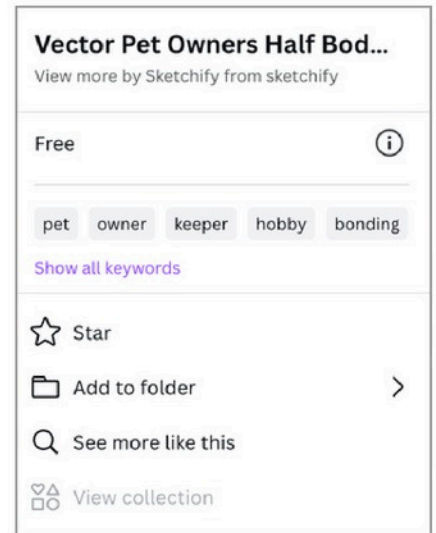 Vector Pet Owners Half Bod...
View more by Sketchify from sketchify
Free
pet owner keeper hobby bonding
Show all keywords
Star
Add to folder
See more like this
View collection